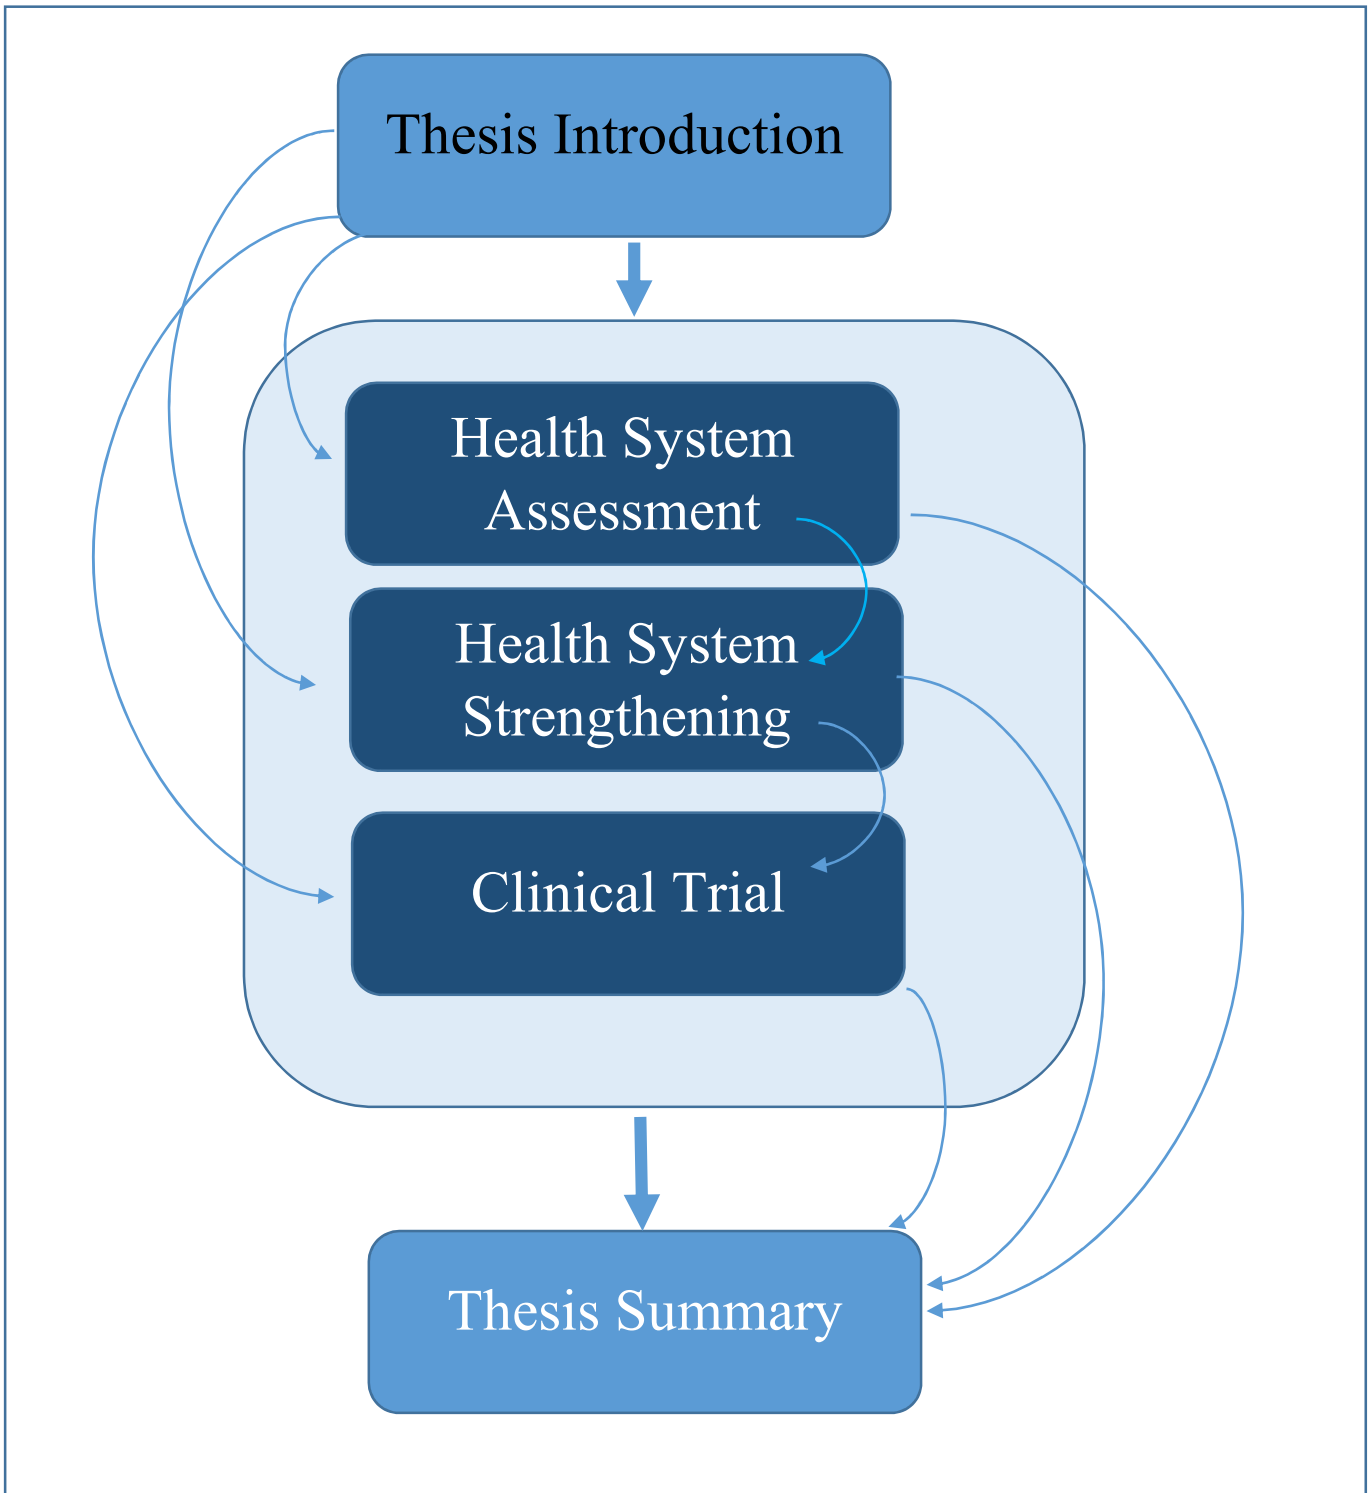 Thesis Introduction
Health System
Assessment
Health System
Strengthening
Clinical Trial
Thesis Summary